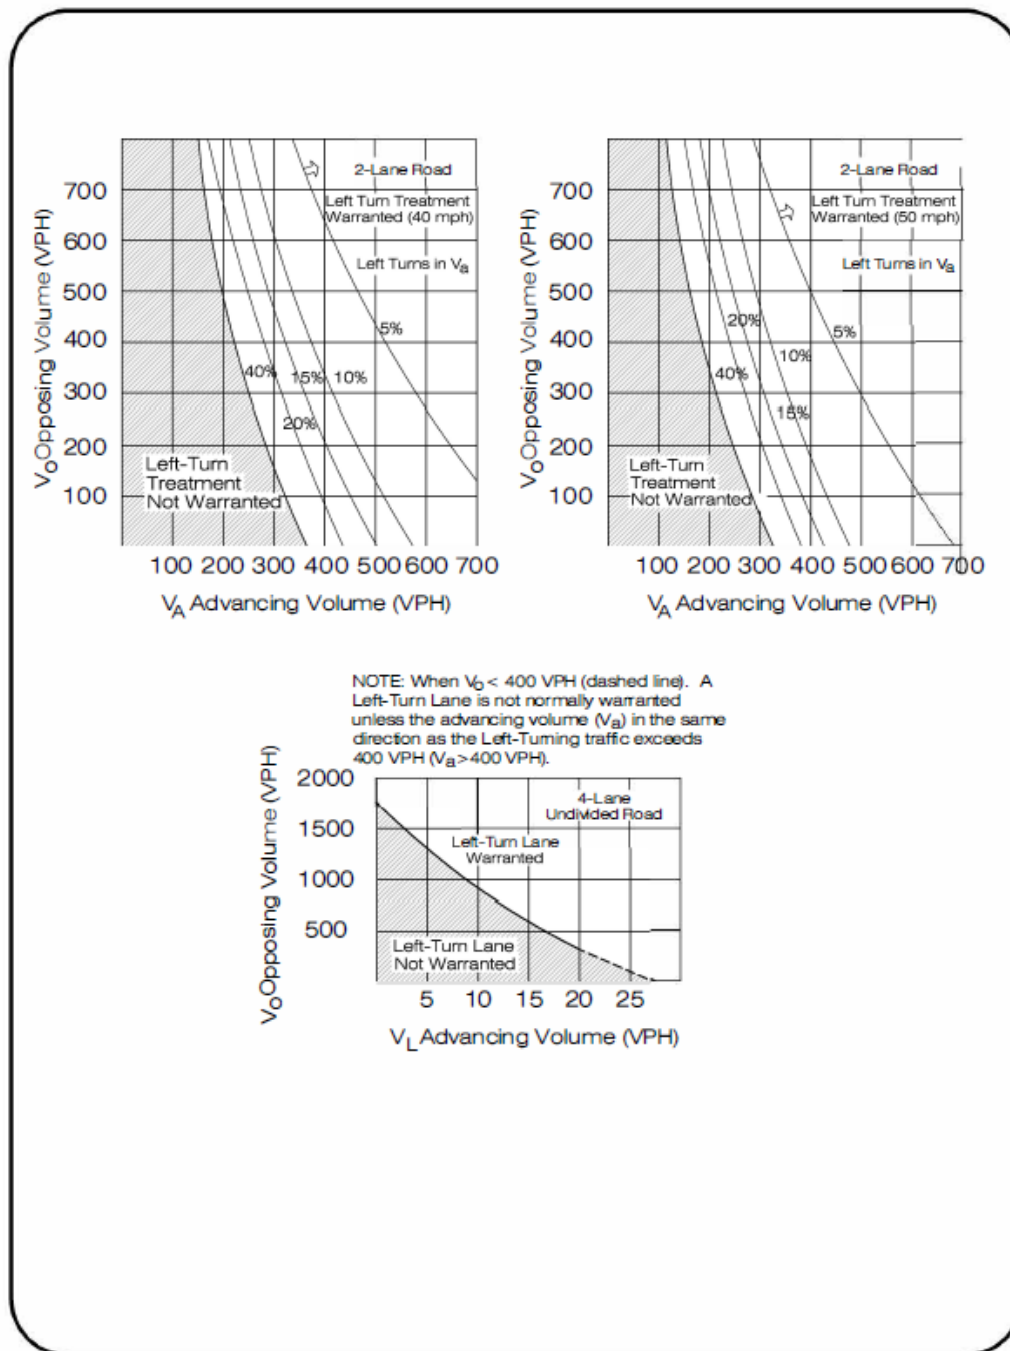 2-Lane Road
Left Turn Treatment
Warranted (40 mph)
Left Turns in Va
700
600
500
400
300
200
100
VO Opposing Volume (VPH)
5%
40%
15%
10%
20%
Left-Turn
Treatment
Not Warranted
100 200 300 400 500 600 700
VA Advancing Volume (VPH)
2-Lane Road
Left Turn Treatment
Warranted (50 mph)
Left Turns in Va
700
600
500
400
300
200
100
VO Opposing Volume (VPH)
20%
5%
10%
40%
15%
Left-Turn
Treatment
Not Warranted
100 200 300 400 500 600 700
VA Advancing Volume (VPH)
NOTE: When VO < 400 VPH (dashed line). A
Left-Turn Lane is not normally warranted
unless the advancing volume (Va) in the same
direction as the Left-Turning traffic exceeds
400 VPH (Va>400 VPH).
2000
1500
1000
500
VO Opposing Volume (VPH)
4-Lane
Undivided Road
Left-Turn Lane
Warranted
Left-Turn Lane
Not Warranted
5 10 15 20 25
VL Advancing Volume (VPH)